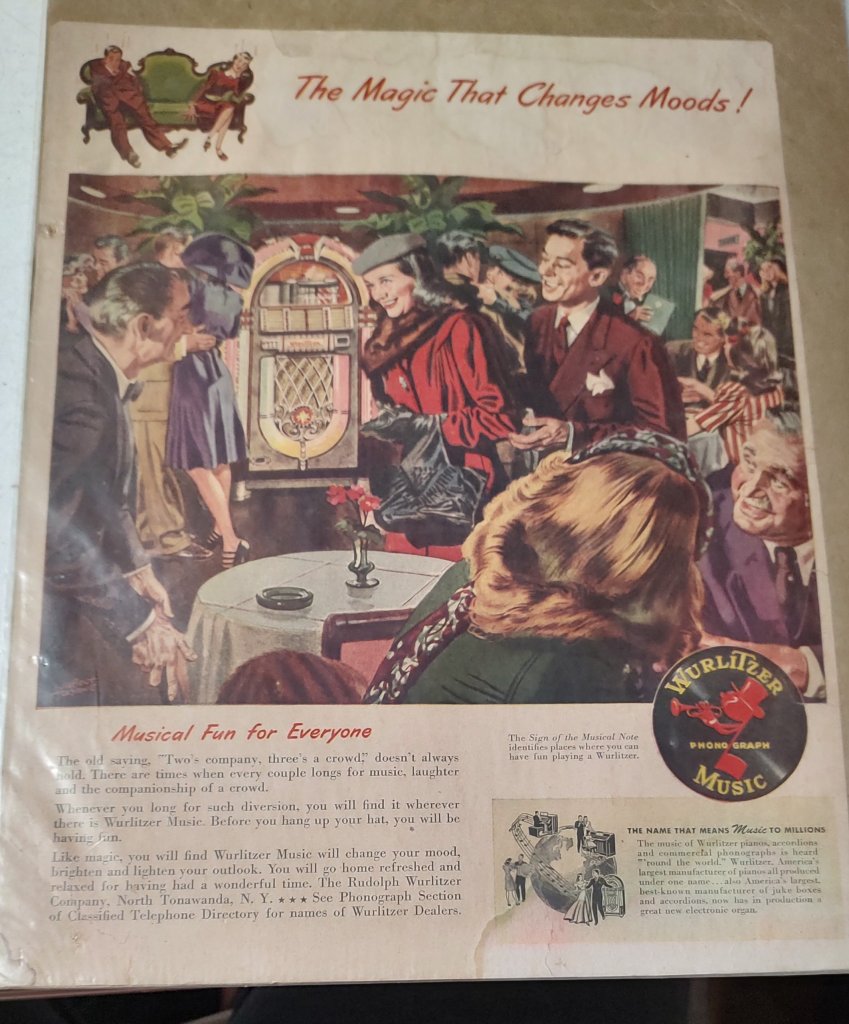 The Magic That Changes Moods!
Musical Fun for Everyone
The old saying, "Two's company, three's a crowd," doesn't always
hold. There are times when every couple longs for music, laughter
and the companionship of a crowd.
Whenever you long for such diversion, you will find it wherever
there is Wurlitzer Music. Before you hang up your hat, you will be
having fun.
Like magic, you will find Wurlitzer Music will change your mood,
brighten and lighten your outlook. You will go home refreshed and
relaxed for having had a wonderful time. The Rudolph Wurlitzer
Company, North Tonawanda, N. Y. ★★★ See Phonograph Section
of Classified Telephone Directory for names of Wurlitzer Dealers.
The Sign of the Musical Note
identifies places where you can
have fun playing a Wurlitzer.
WURLITZER
PHONOGRAPH
MUSIC
THE NAME THAT MEANS Music TO MILLIONS
The music of Wurlitzer pianos, accordions
and commercial phonographs is heard
"'round the world." Wurlitzer, America's
largest manufacturer of pianos all produced
under one name...also America's largest,
best-known manufacturer of juke boxes
and accordions, now has in production a
great new electronic organ.